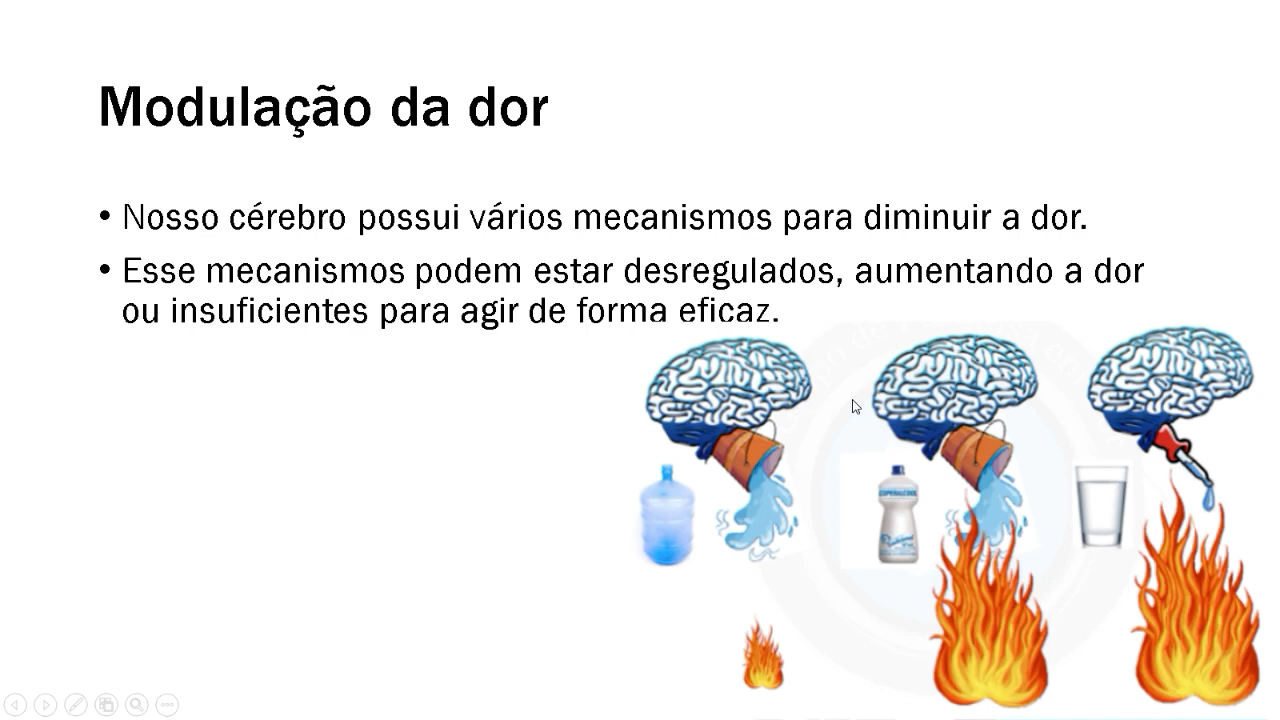 Modulação da dor
• Nosso cérebro possui vários mecanismos para diminuir a dor.
• Esse mecanismos podem estar desregulados, aumentando a dor
ou insuficientes para agir de forma eficaz.